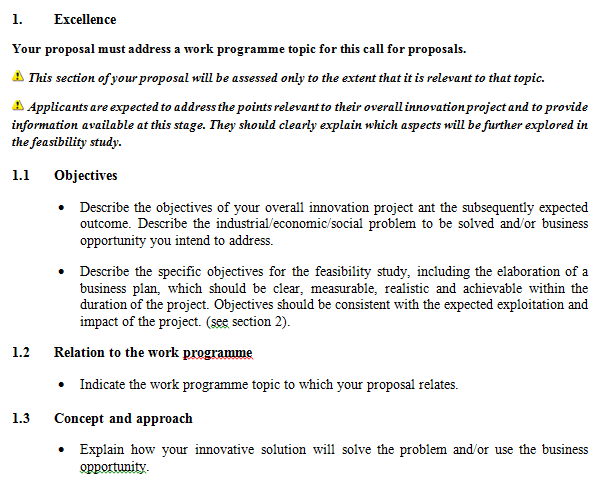 1. Excellence
Your proposal must address a work programme topic for this call for proposals.
This section of your proposal will be assessed only to the extent that it is relevant to that topic.
Applicants are expected to address the points relevant to their overall innovation project and to provide
information available at this stage. They should clearly explain which aspects will be further explored in
the feasibility study.
1.1 Objectives
• Describe the objectives of your overall innovation project ant the subsequently expected
outcome. Describe the industrial/economic/social problem to be solved and/or business
opportunity you intend to address.
• Describe the specific objectives for the feasibility study, including the elaboration of a
business plan, which should be clear, measurable, realistic and achievable within the
duration of the project. Objectives should be consistent with the expected exploitation and
impact of the project. (see section 2).
1.2 Relation to the work programme
• Indicate the work programme topic to which your proposal relates.
1.3 Concept and approach
• Explain how your innovative solution will solve the problem and/or use the business
opportunity.